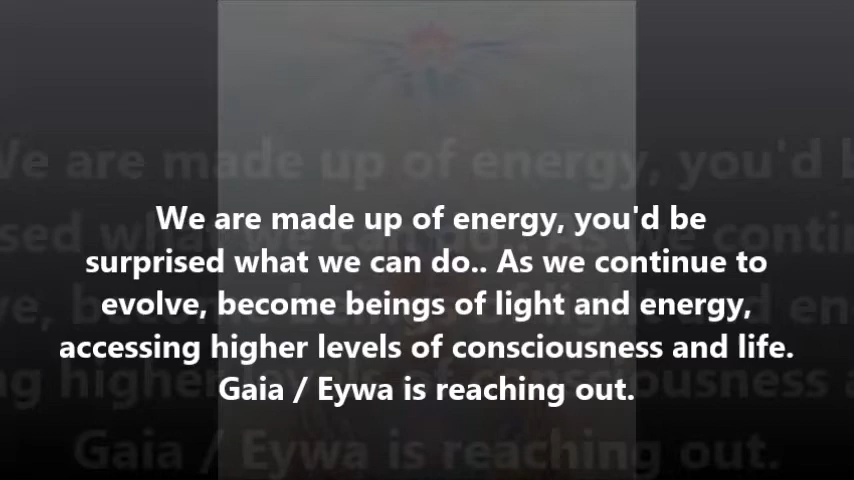 We are made up of energy, you'd be
surprised what we can do.. As we continue to
evolve, become beings of light and energy,
accessing higher levels of consciousness and life.
Gaia / Eywa is reaching out.